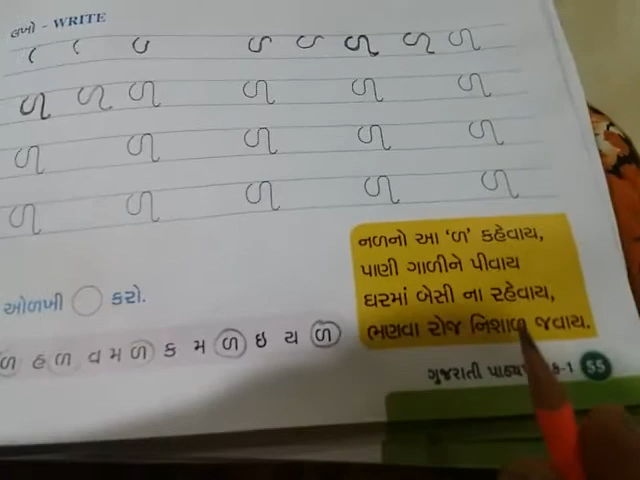 લખો - WRITE
ળ ળ ળ
ળ ળ ળ ળ ળ ળ
ળ ળ ળ ળ ળ
ળ ળ ળ ળ ળ
નળનો આ ‘ળ’ કહેવાય,
પાણી ગાળીને પીવાય
ઘરમાં બેસી ના રહેવાય,
ભણવા રોજ નિશાળ જવાય.
ઓળખી ◯ કરો.
ળ હ ળ વ મ ળ ક મ ળ ઇ ય ળ
ગુજરાતી 55